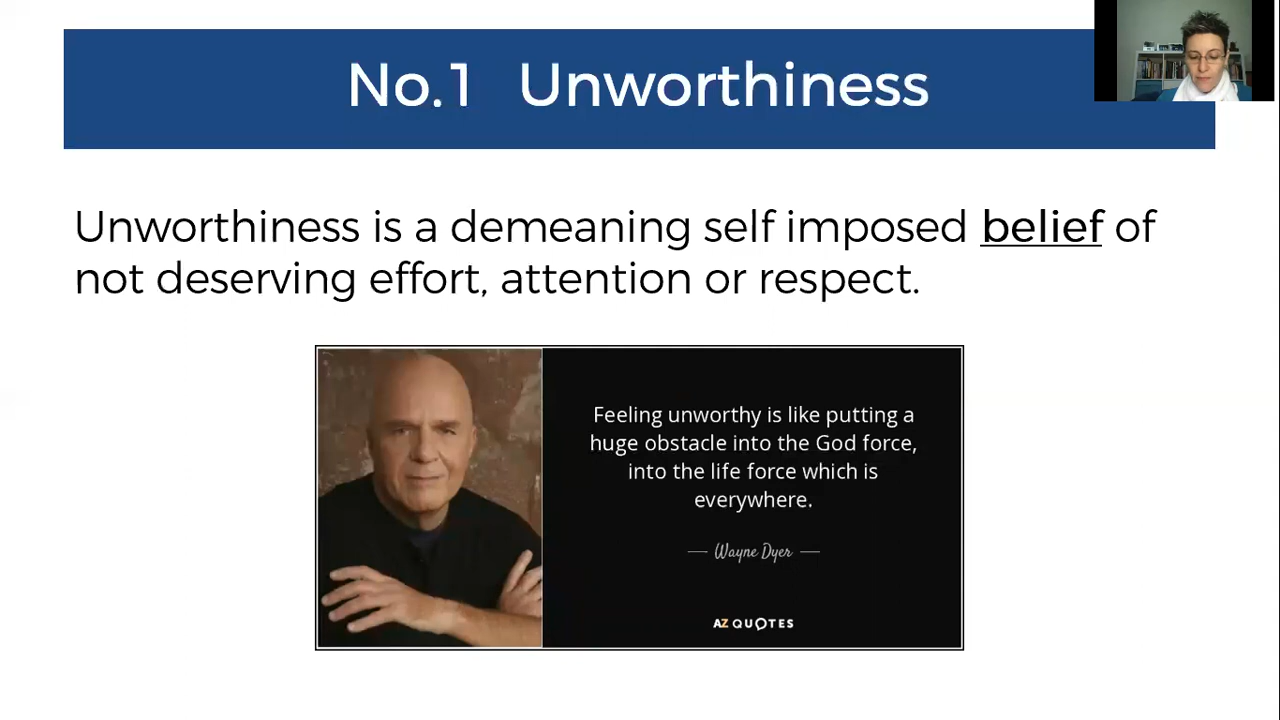 No.1 Unworthiness
Unworthiness is a demeaning self imposed belief of
not deserving effort, attention or respect.
Feeling unworthy is like putting a
huge obstacle into the God force,
into the life force which is
everywhere.
— Wayne Dyer —
AZ QUOTES